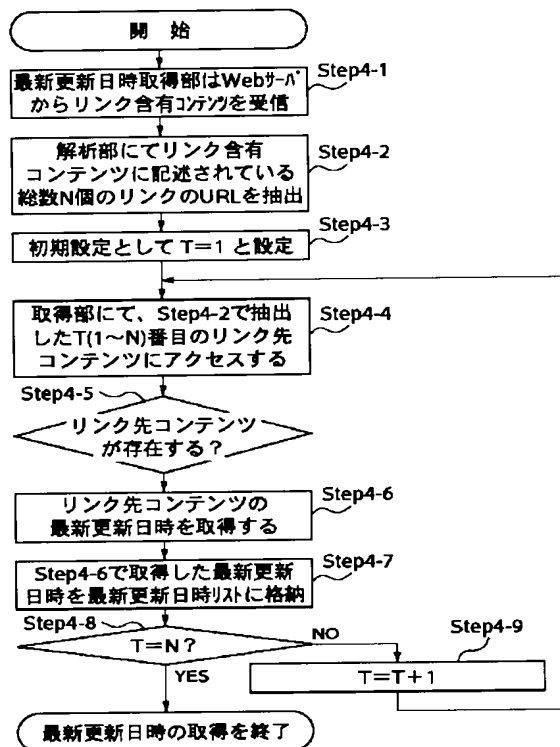 開 始
最新更新日時取得部はWebサーバ
からリンク含有コンテンツを受信
Step4-1
解析部にてリンク含有
コンテンツに記述されている
総数N個のリンクのURLを抽出
Step4-2
初期設定として T＝1 と設定
Step4-3
取得部にて、Step4-2で抽出
したT(1～N)番目のリンク先
コンテンツにアクセスする
Step4-4
Step4-5
リンク先コンテンツ
が存在する？
リンク先コンテンツの
最新更新日時を取得する
Step4-6
Step4-6で取得した最新更新
日時を最新更新日時リストに格納
Step4-7
Step4-8
T＝N？
NO
YES
Step4-9
T＝T＋1
最新更新日時の取得を終了